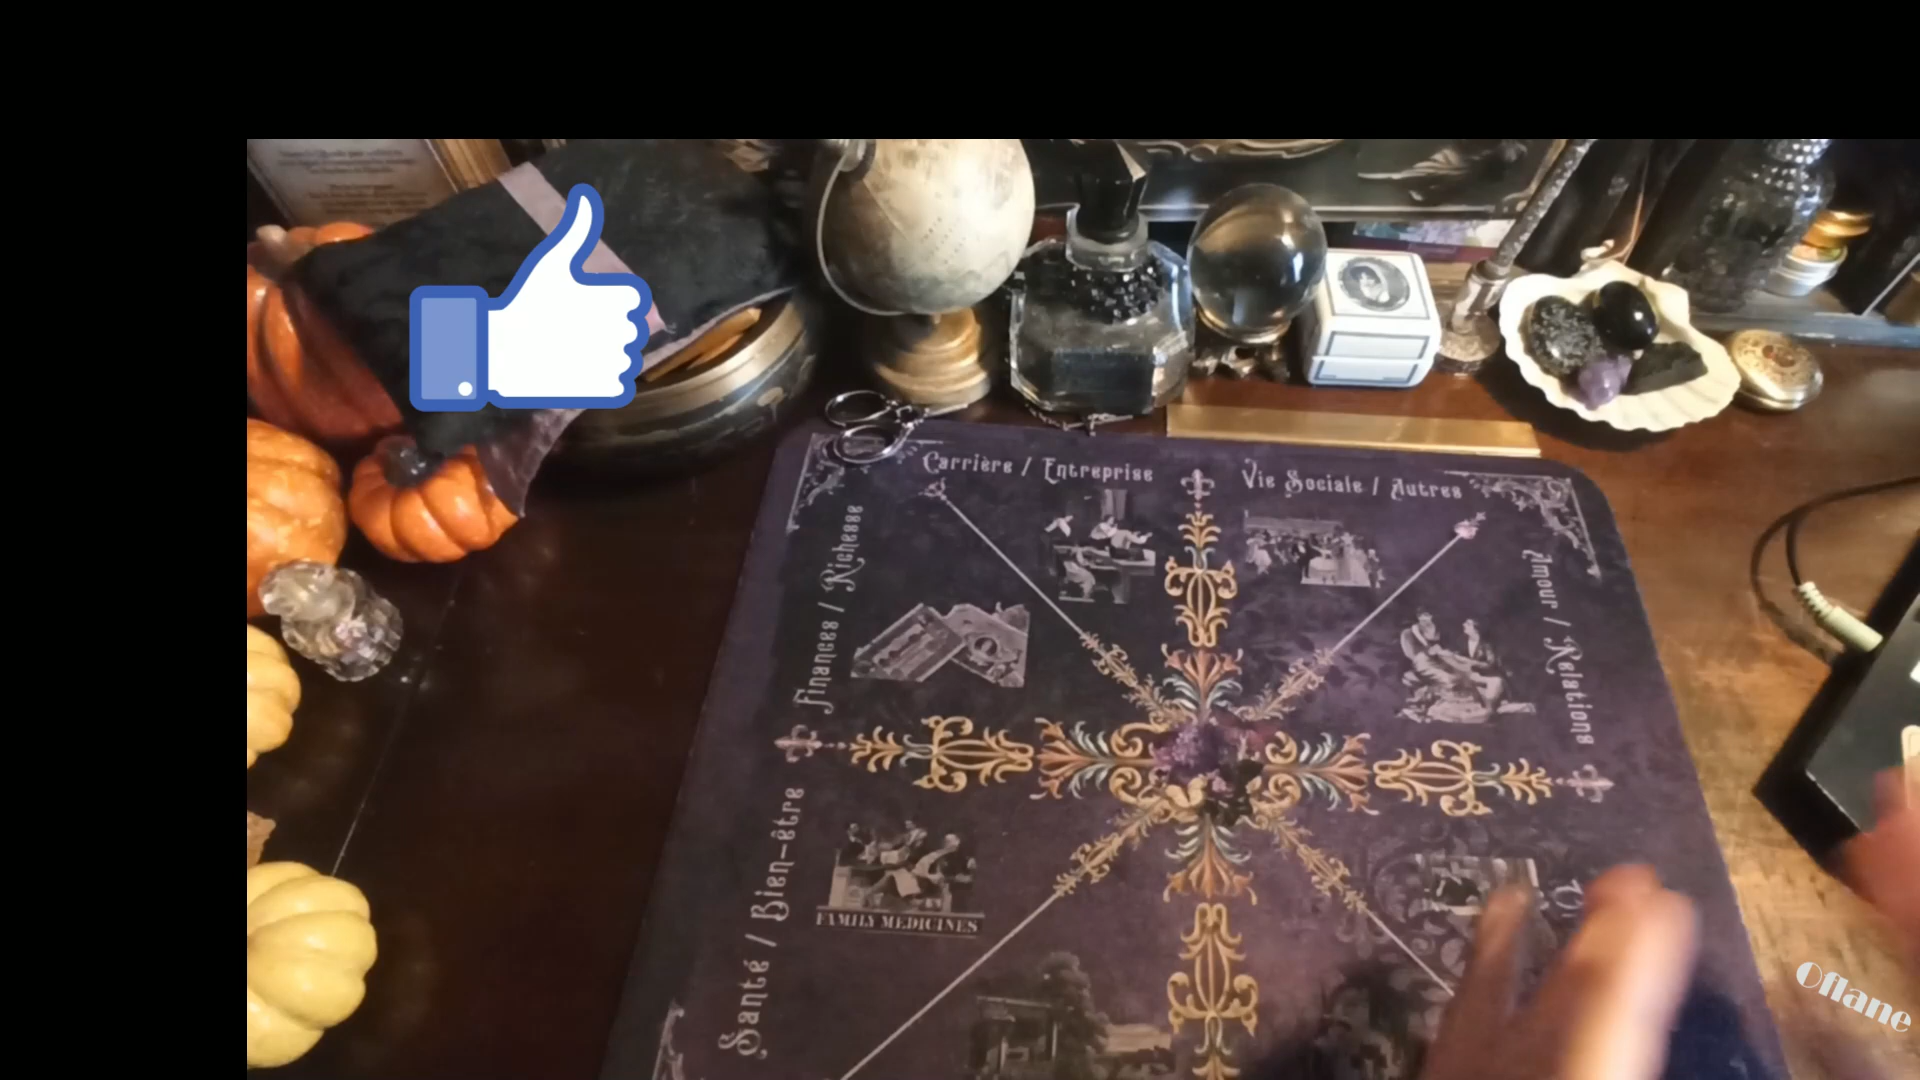 Carrière / Entreprise
Vie Sociale / Autres
Finances / Richesse
Amour / Relations
Santé / Bien-être
FAMILY MEDICINES
Oflane